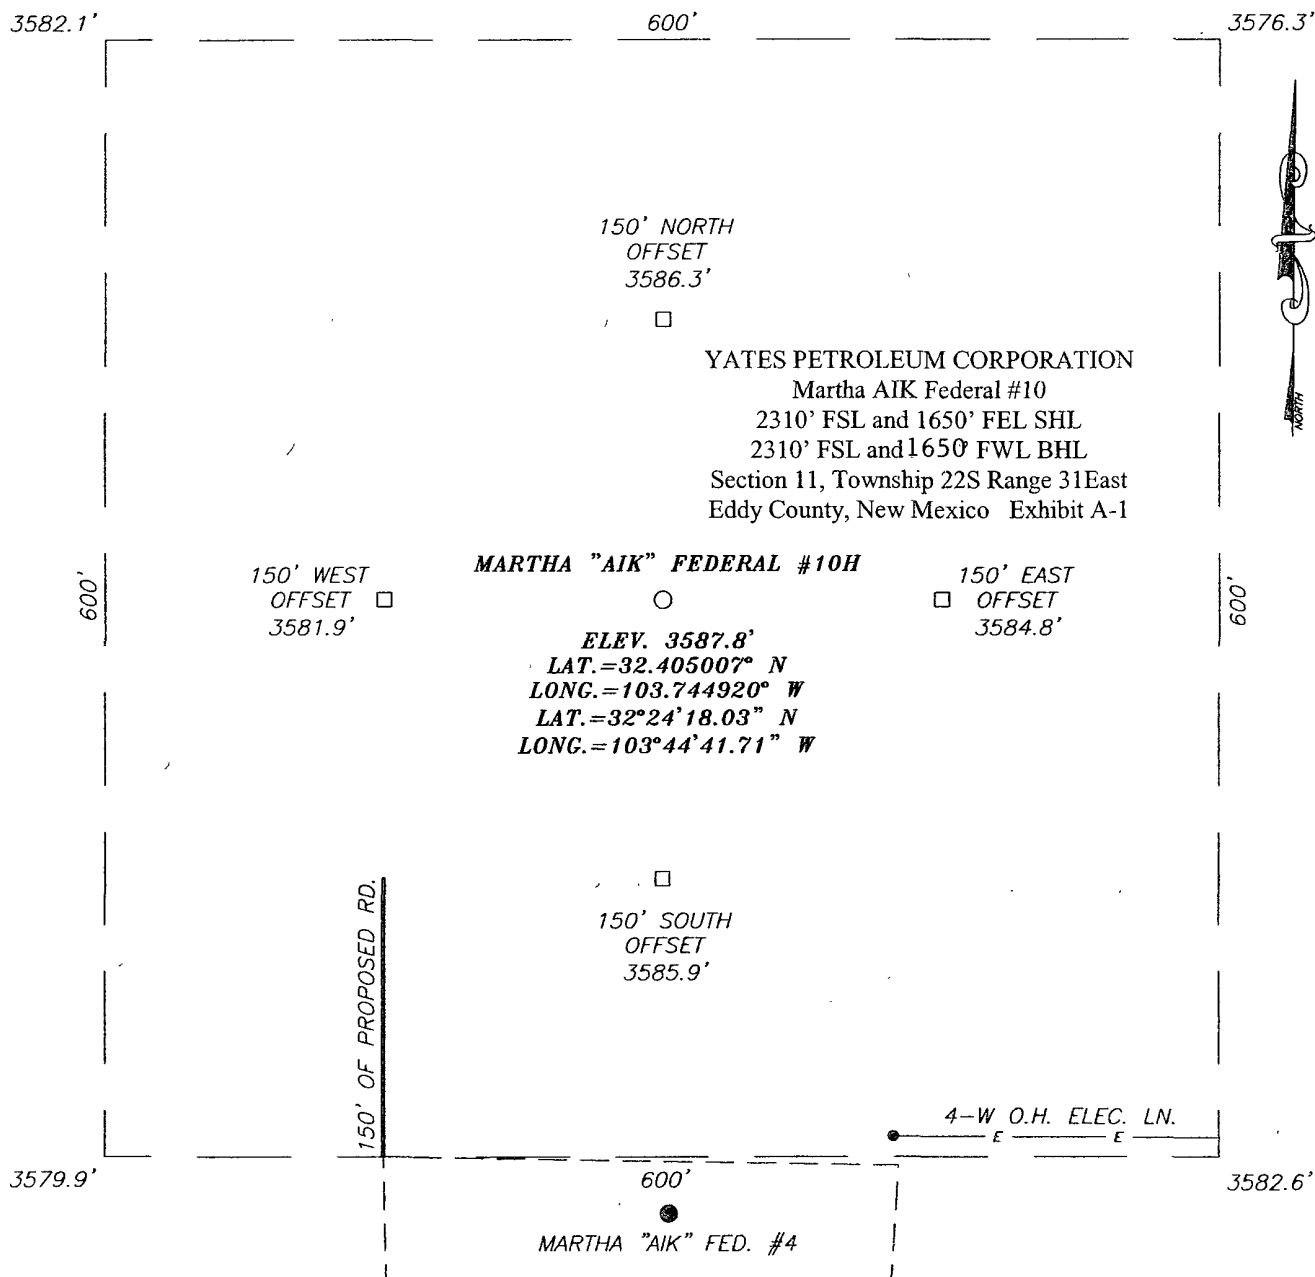 3582.1' 600' 3576.3'
NORTH
150' NORTH
OFFSET
3586.3'
YATES PETROLEUM CORPORATION
Martha AIK Federal #10
2310' FSL and 1650' FEL SHL
2310' FSL and 1650' FWL BHL
Section 11, Township 22S Range 31East
Eddy County, New Mexico Exhibit A-1
MARTHA "AIK" FEDERAL #10H
600'
150' WEST
OFFSET
3581.9'
150' EAST
OFFSET
3584.8'
600'
ELEV. 3587.8'
LAT.=32.405007° N
LONG.=103.744920° W
LAT.=32°24'18.03" N
LONG.=103°44'41.71" W
150' SOUTH
OFFSET
3585.9'
150' OF PROPOSED RD.
4-W O.H. ELEC. LN.
E E
3579.9' 600' 3582.6'
MARTHA "AIK" FED. #4